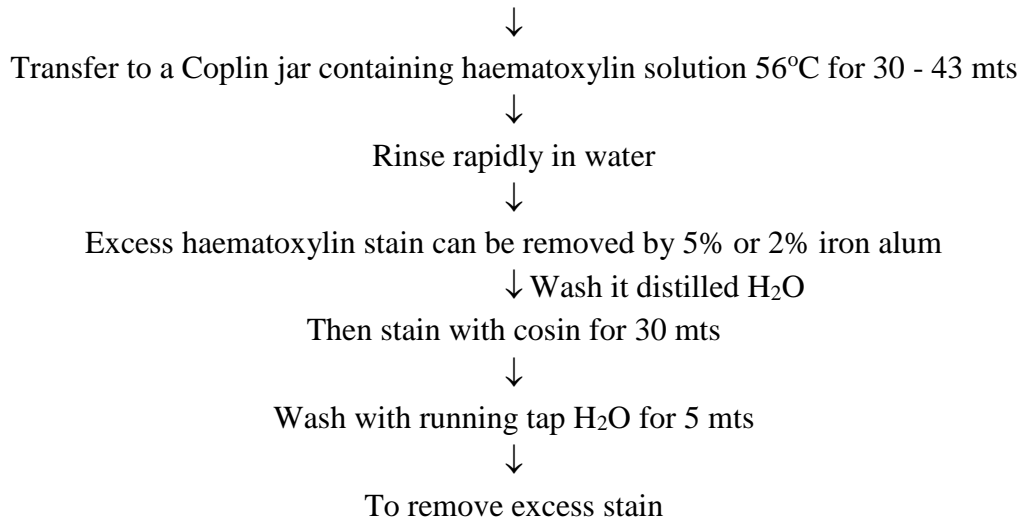 ↓
Transfer to a Coplin jar containing haematoxylin solution 56°C for 30 - 43 mts
↓
Rinse rapidly in water
↓
Excess haematoxylin stain can be removed by 5% or 2% iron alum
↓ Wash it distilled H₂O
Then stain with cosin for 30 mts
↓
Wash with running tap H₂O for 5 mts
↓
To remove excess stain